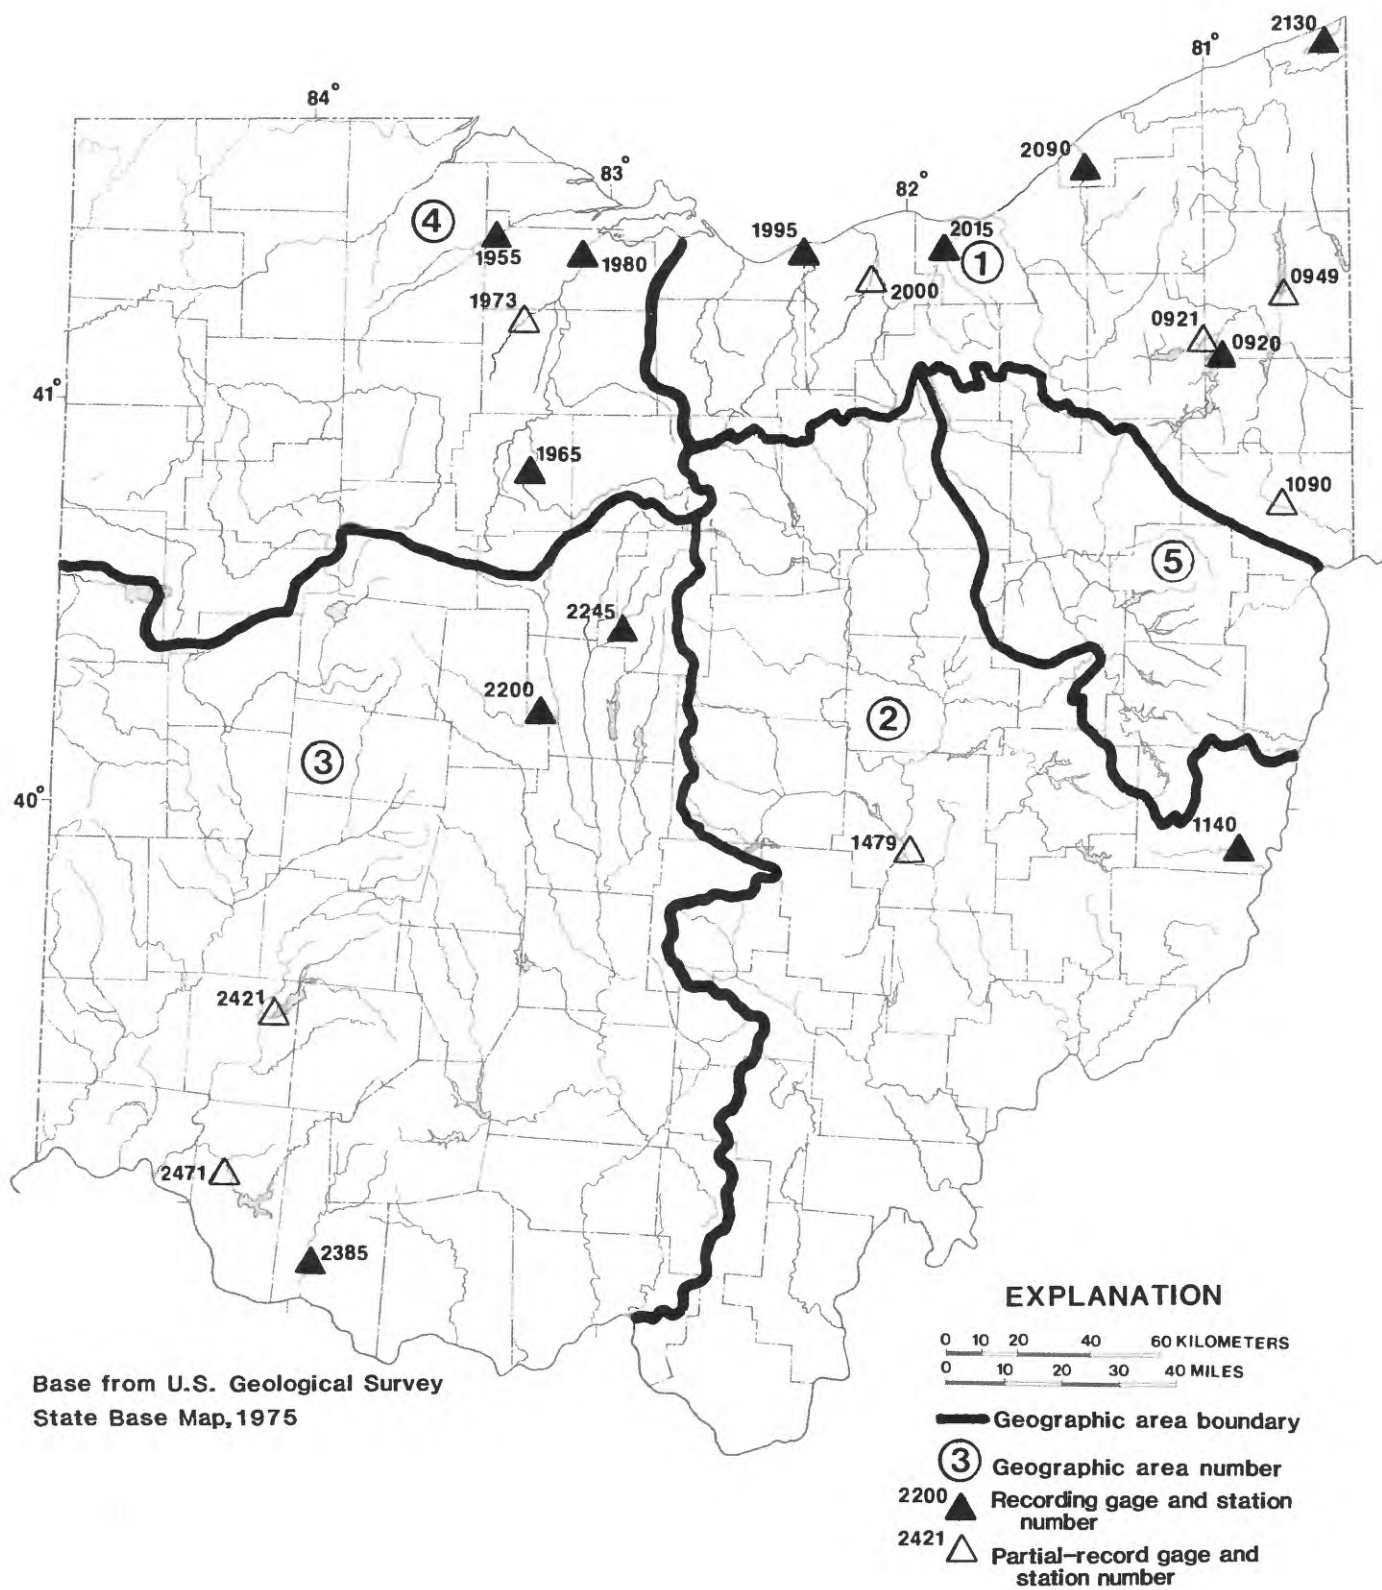 2130
81°
84°
2090
83°
82°
4
1995
2015
1955
1980
1
2000
0949
1973
0921
0920
41°
1965
1090
5
2245
2200
2
3
40°
1479
1140
2421
2471
2385
EXPLANATION
0 10 20 40 60 KILOMETERS
0 10 20 30 40 MILES
Base from U.S. Geological Survey
State Base Map, 1975
Geographic area boundary
3 Geographic area number
2200 Recording gage and station
number
2421 Partial-record gage and
station number